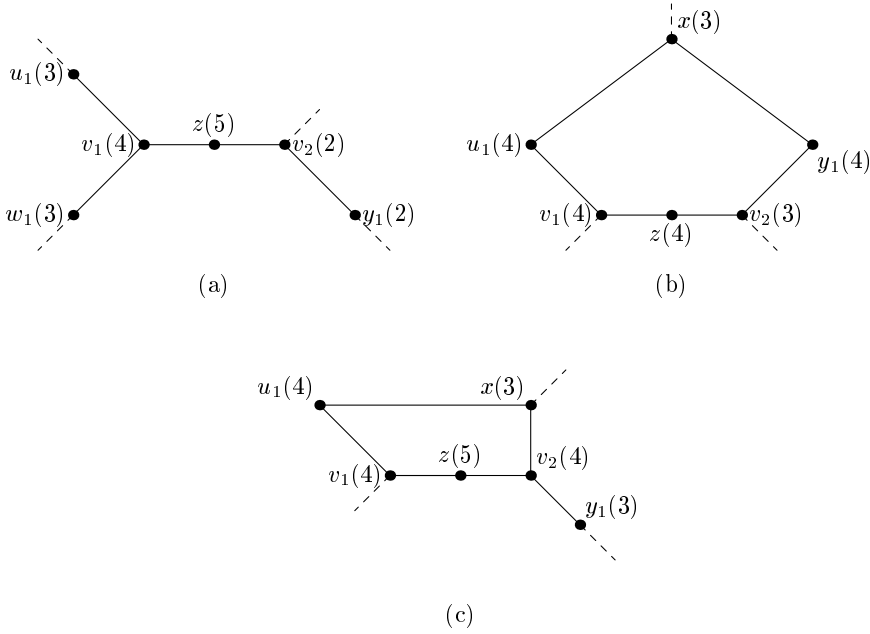 x(3)
u₁(3)
z(5)
v₁(4)
v₂(2)
u₁(4)
y₁(4)
w₁(3)
y₁(2)
v₁(4)
z(4)
v₂(3)
(a)
(b)
u₁(4)
x(3)
z(5)
v₂(4)
v₁(4)
y₁(3)
(c)